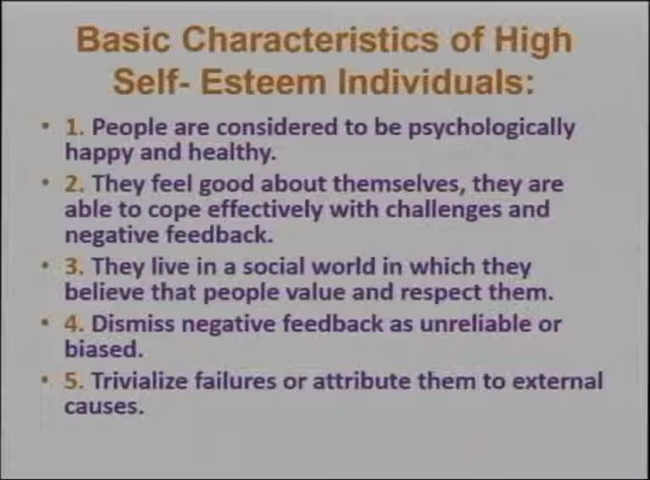 Basic Characteristics of High
Self- Esteem Individuals:
• 1. People are considered to be psychologically
happy and healthy.
• 2. They feel good about themselves, they are
able to cope effectively with challenges and
negative feedback.
• 3. They live in a social world in which they
believe that people value and respect them.
• 4. Dismiss negative feedback as unreliable or
biased.
• 5. Trivialize failures or attribute them to external
causes.